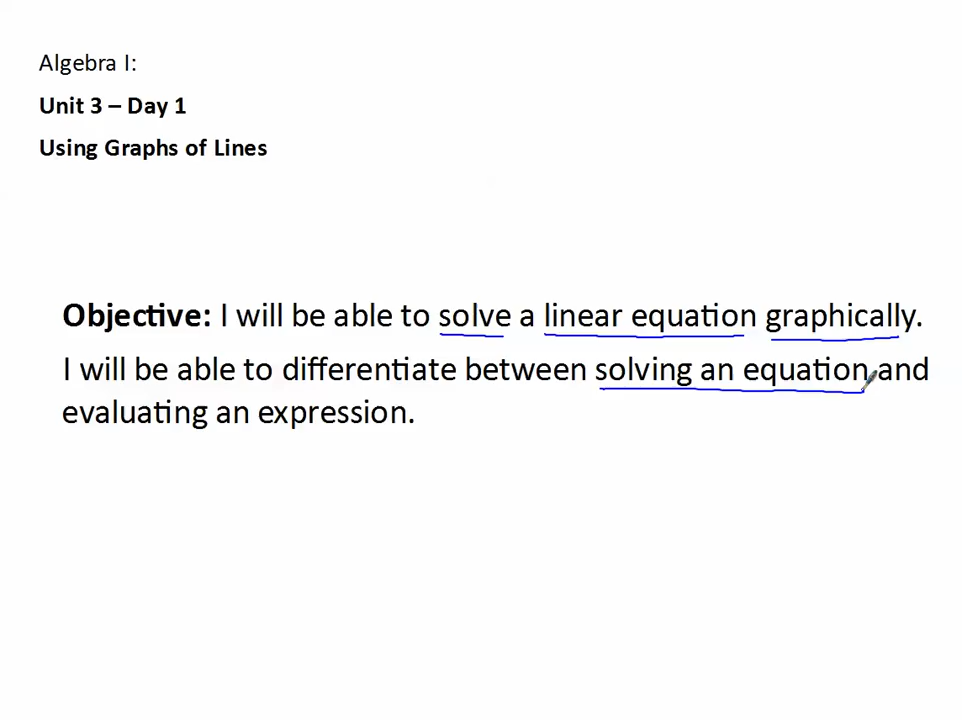 Algebra I:
Unit 3 – Day 1
Using Graphs of Lines
Objective: I will be able to solve a linear equation graphically.
I will be able to differentiate between solving an equation and
evaluating an expression.